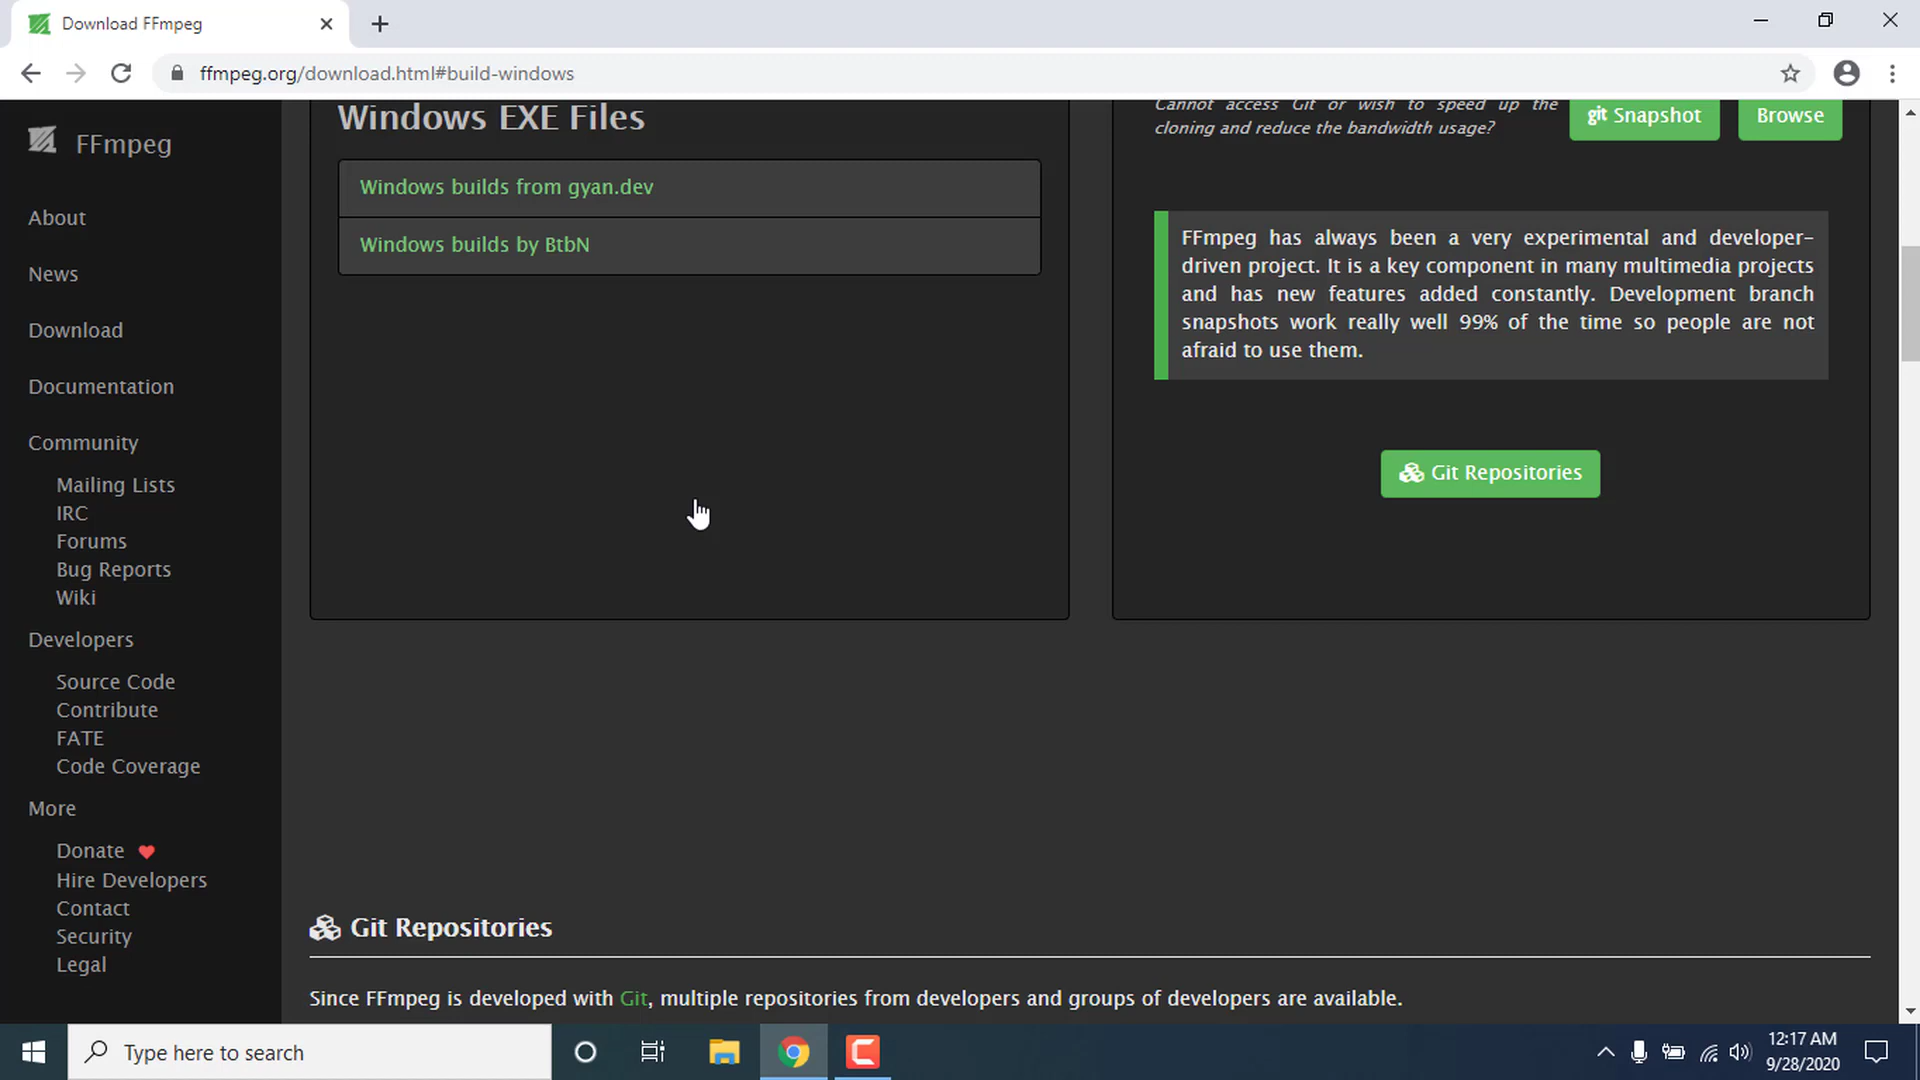 Download FFmpeg
ffmpeg.org/download.html#build-windows
FFmpeg
About
News
Download
Documentation
Community
Mailing Lists
IRC
Forums
Bug Reports
Wiki
Developers
Source Code
Contribute
FATE
Code Coverage
More
Donate
Hire Developers
Contact
Security
Legal
Windows EXE Files
Windows builds from gyan.dev
Windows builds by BtbN
Cannot access Git or wish to speed up the
cloning and reduce the bandwidth usage?
git Snapshot
Browse
FFmpeg has always been a very experimental and developer-
driven project. It is a key component in many multimedia projects
and has new features added constantly. Development branch
snapshots work really well 99% of the time so people are not
afraid to use them.
Git Repositories
Git Repositories
Since FFmpeg is developed with Git, multiple repositories from developers and groups of developers are available.
Type here to search
12:17 AM
9/28/2020